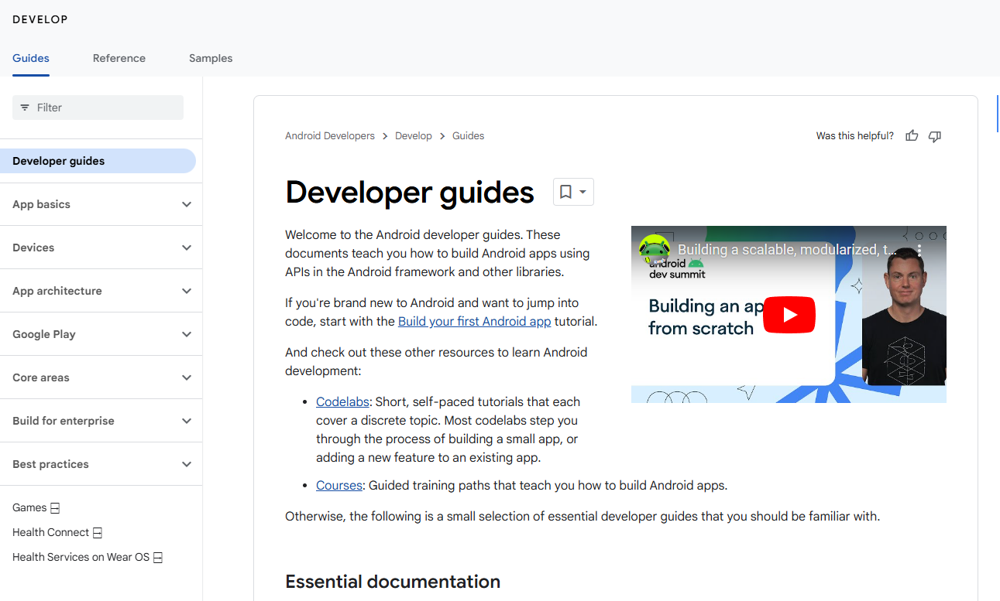 DEVELOP
Guides
Reference
Samples
Filter
Developer guides
App basics
Devices
App architecture
Google Play
Core areas
Build for enterprise
Best practices
Games
Health Connect
Health Services on Wear OS
Android Developers > Develop > Guides
Was this helpful?
Developer guides
Welcome to the Android developer guides. These
documents teach you how to build Android apps using
APIs in the Android framework and other libraries.
If you're brand new to Android and want to jump into
code, start with the Build your first Android app tutorial.
And check out these other resources to learn Android
development:
• Codelabs: Short, self-paced tutorials that each
cover a discrete topic. Most codelabs step you
through the process of building a small app, or
adding a new feature to an existing app.
• Courses: Guided training paths that teach you how to build Android apps.
Otherwise, the following is a small selection of essential developer guides that you should be familiar with.
Building a scalable, modularized, t...
android
dev summit
Building an ap
from scratch
Essential documentation